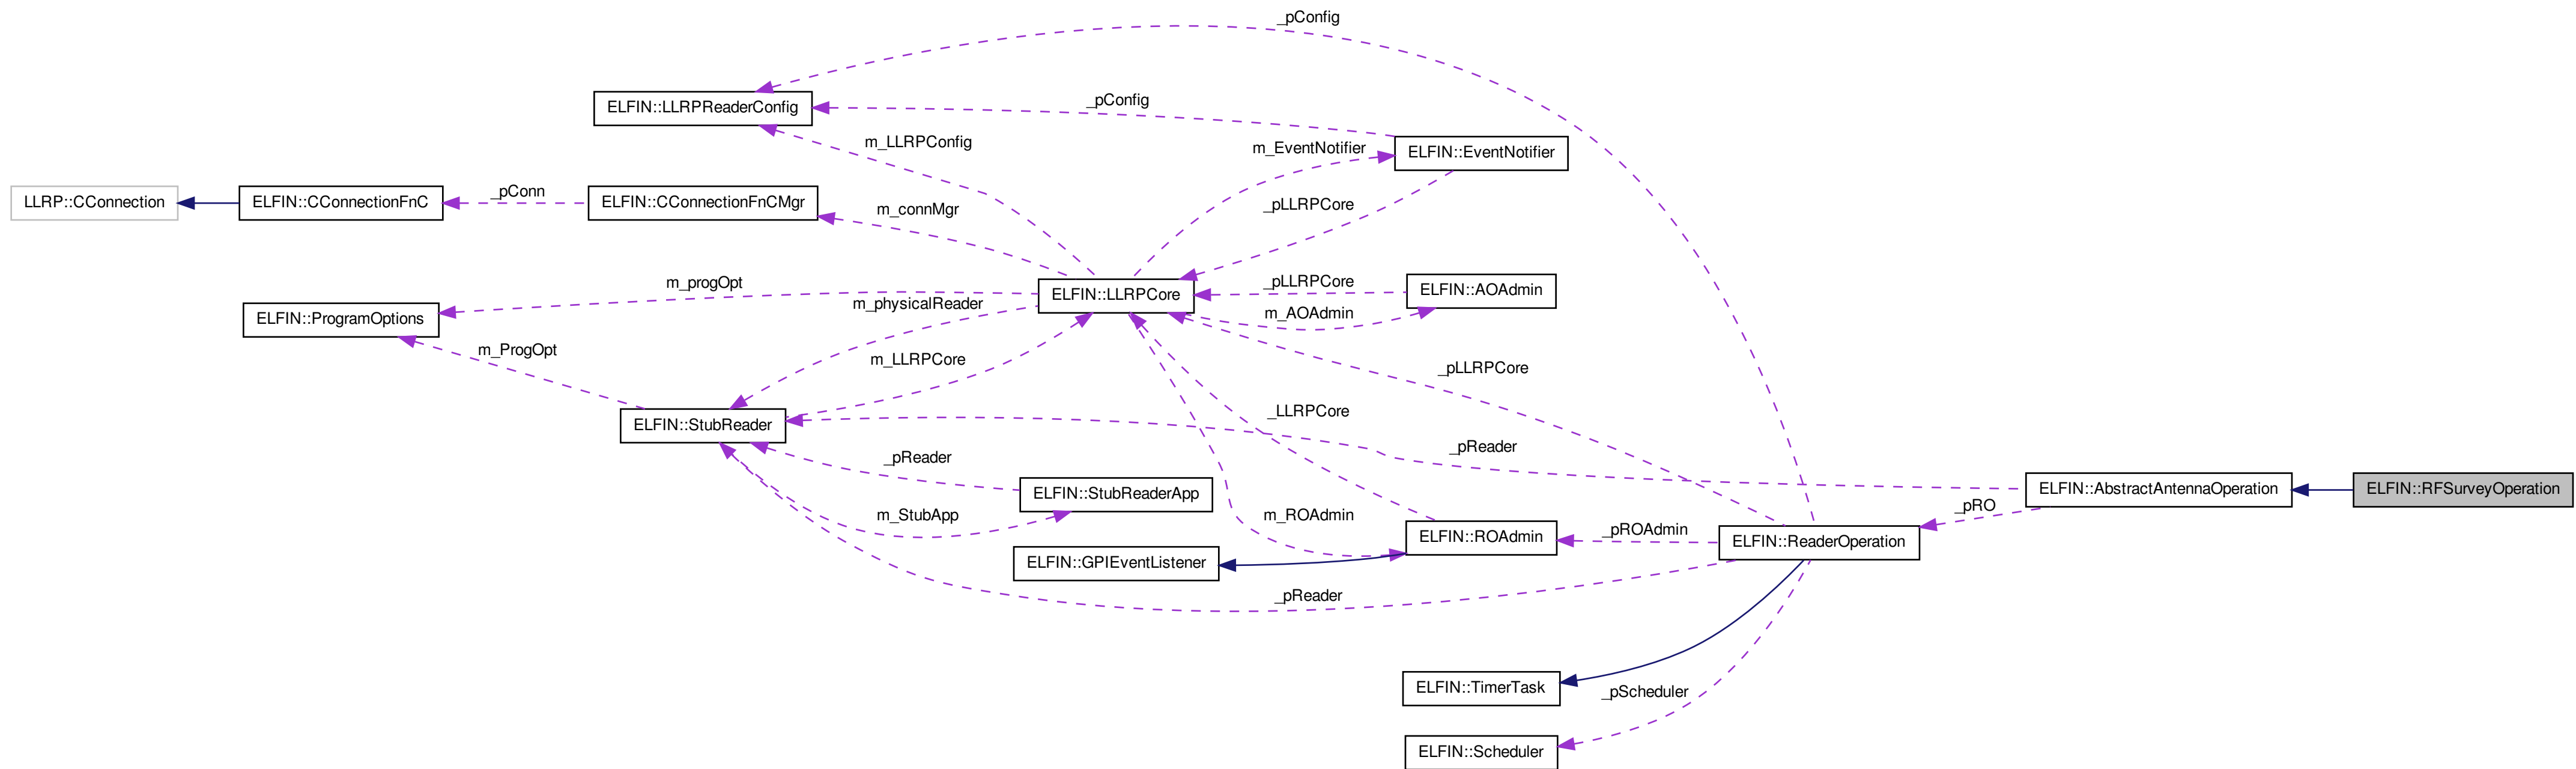 _pConfig
ELFIN::LLRPReaderConfig
_pConfig
m_LLRPConfig
m_EventNotifier
ELFIN::EventNotifier
LLRP::CConnection
ELFIN::CConnectionFnC
_pConn
ELFIN::CConnectionFnCMgr
m_connMgr
_pLLRPCore
m_progOpt
ELFIN::LLRPCore
_pLLRPCore
ELFIN::AOAdmin
m_physicalReader
m_AOAdmin
ELFIN::ProgramOptions
m_ProgOpt
m_LLRPCore
_pLLRPCore
ELFIN::StubReader
_LLRPCore
_pReader
_pReader
ELFIN::StubReaderApp
ELFIN::AbstractAntennaOperation
ELFIN::RFSurveyOperation
m_StubApp
m_ROAdmin
_pRO
ELFIN::ROAdmin
_pROAdmin
ELFIN::ReaderOperation
ELFIN::GPIEventListener
_pReader
ELFIN::TimerTask
_pScheduler
ELFIN::Scheduler